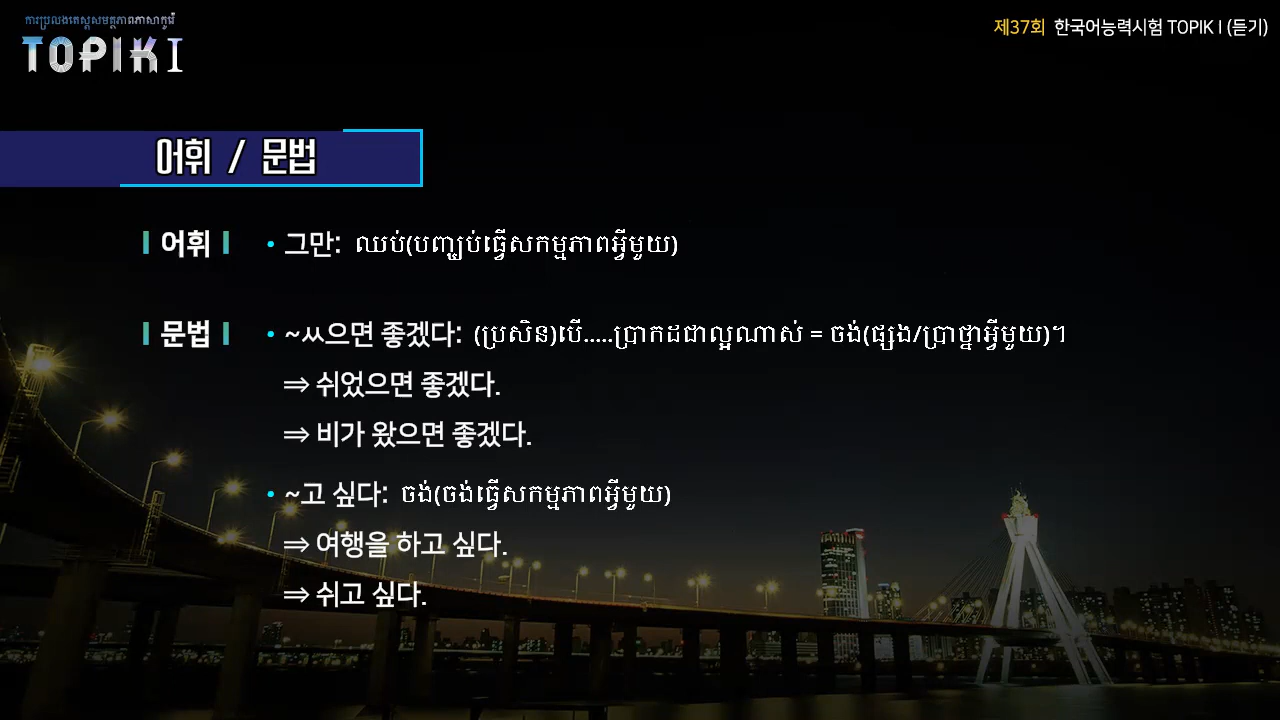 ការប្រលងតេស្តសមត្ថភាពភាសាកូរ៉េ
TOPIK I
제37회 한국어능력시험 TOPIK I (듣기)
어휘 / 문법
어휘 • 그만: ឈប់(បញ្ឈប់ធ្វើសកម្មភាពអ្វីមួយ)
문법 • ~ㅆ으면 좋겠다: (ប្រសិន)បើ.....ប្រាកដជាល្អណាស់ = ចង់(ផ្សង/ប្រាថ្នាអ្វីមួយ)។
⇒ 쉬었으면 좋겠다.
⇒ 비가 왔으면 좋겠다.
• ~고 싶다: ចង់(ចង់ធ្វើសកម្មភាពអ្វីមួយ)
⇒ 여행을 하고 싶다.
⇒ 쉬고 싶다.